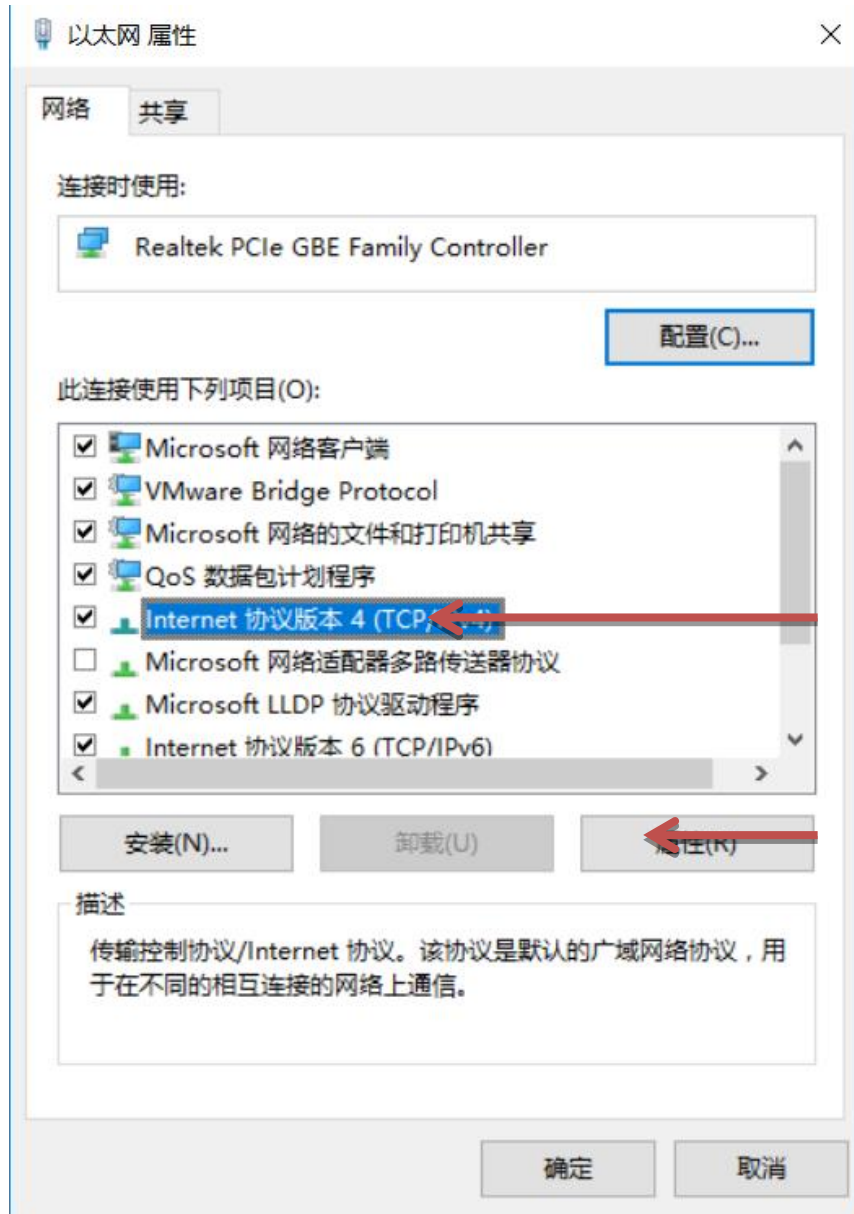 以太网 属性
网络 共享
连接时使用:
Realtek PCIe GBE Family Controller
配置(C)...
此连接使用下列项目(O):
Microsoft 网络客户端
VMware Bridge Protocol
Microsoft 网络的文件和打印机共享
QoS 数据包计划程序
Internet 协议版本 4 (TCP/IPv4)
Microsoft 网络适配器多路传送器协议
Microsoft LLDP 协议驱动程序
Internet 协议版本 6 (TCP/IPv6)
安装(N)... 卸载(U) 属性(R)
描述
传输控制协议/Internet 协议。该协议是默认的广域网络协议，用
于在不同的相互连接的网络上通信。
确定 取消